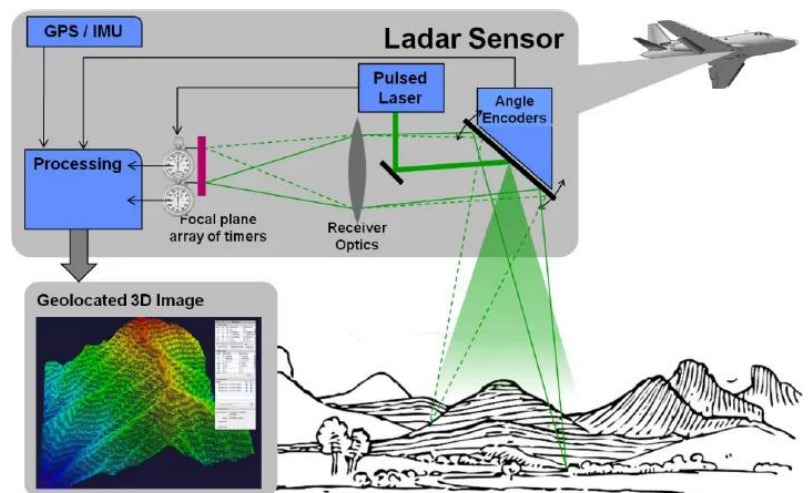 GPS / IMU
Ladar Sensor
Pulsed
Laser
Angle
Encoders
Processing
Focal plane
array of timers
Receiver
Optics
Geolocated 3D Image